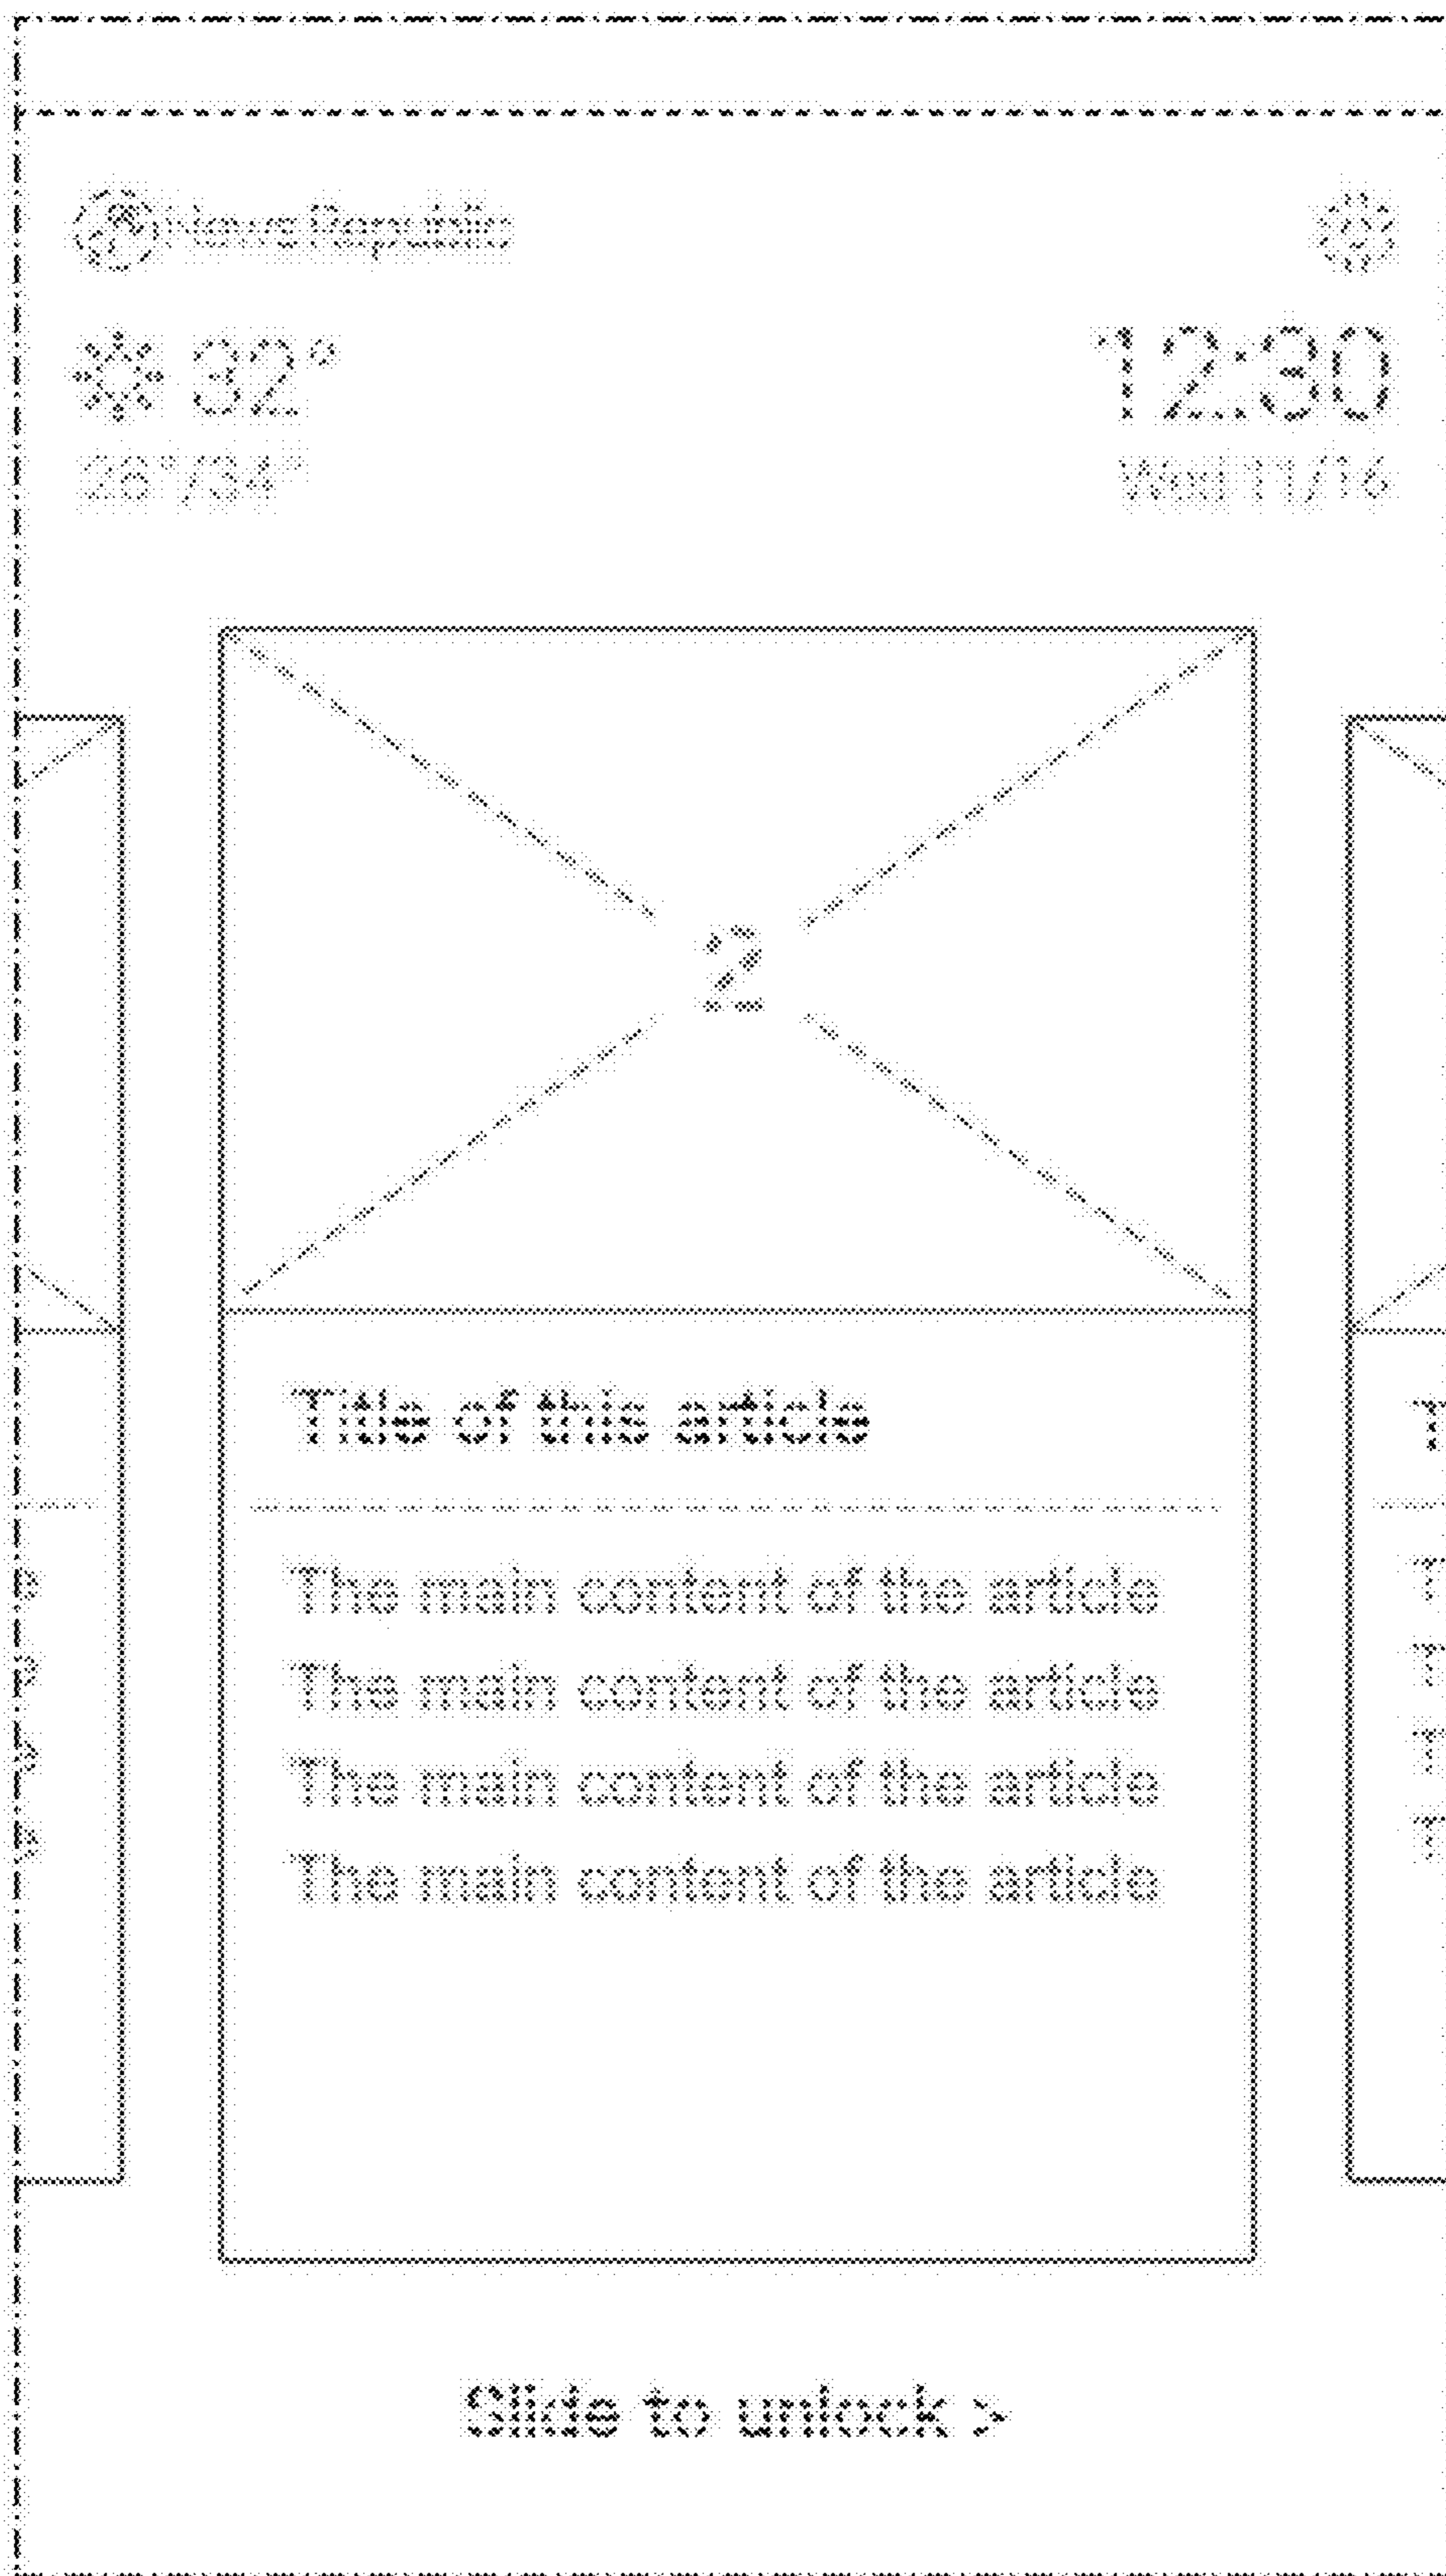 News Republic
32° 12:30
26°/34° Wed 11/16
2
Title of this article
T
The main content of the article
The main content of the article
The main content of the article
The main content of the article
e T
e T
e T
e T
Slide to unlock >